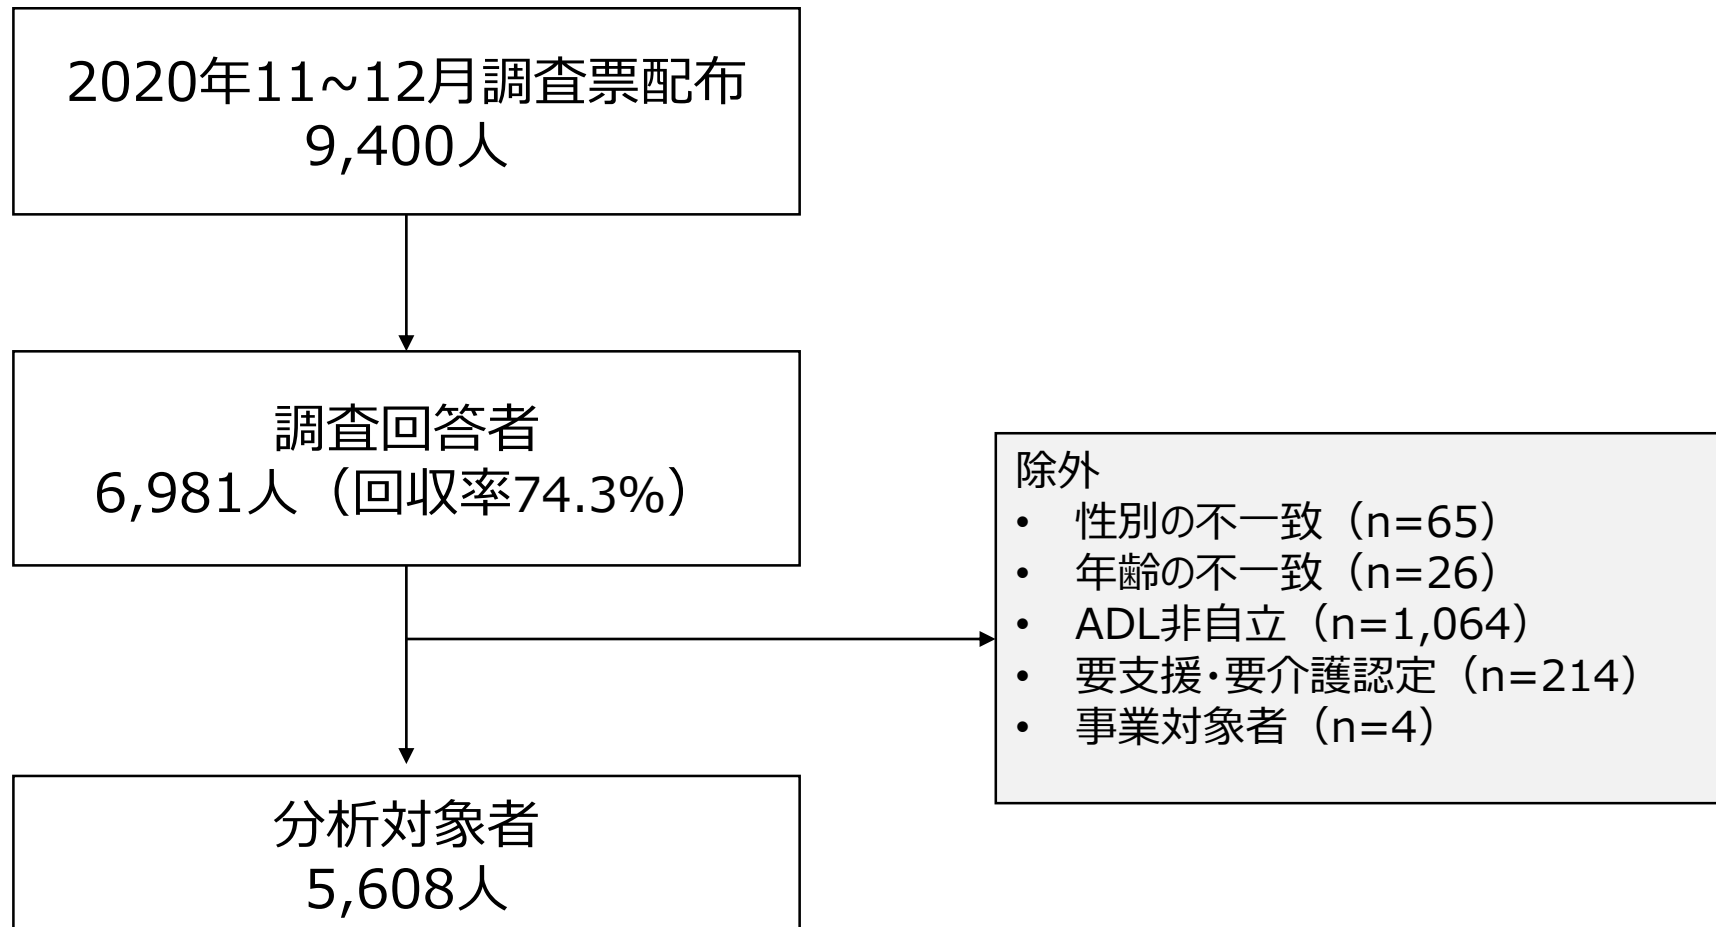 2020年11~12月調査票配布
9,400人
調査回答者
6,981人（回収率74.3%）
除外
• 性別の不一致（n=65）
• 年齢の不一致（n=26）
• ADL非自立（n=1,064）
• 要支援・要介護認定（n=214）
• 事業対象者（n=4）
分析対象者
5,608人